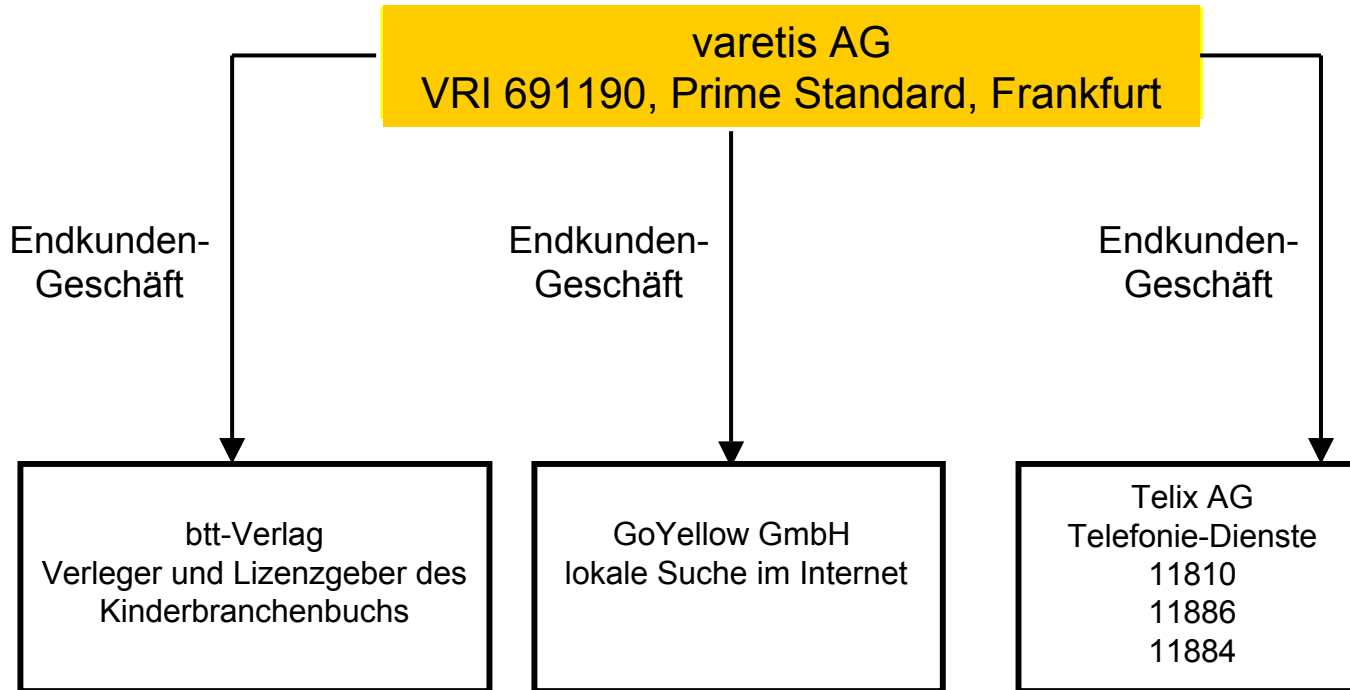 varetis AG
VRI 691190, Prime Standard, Frankfurt
Endkunden-
Geschäft
Endkunden-
Geschäft
Endkunden-
Geschäft
btt-Verlag
Verleger und Lizenzgeber des
Kinderbranchenbuchs
GoYellow GmbH
lokale Suche im Internet
Telix AG
Telefonie-Dienste
11810
11886
11884